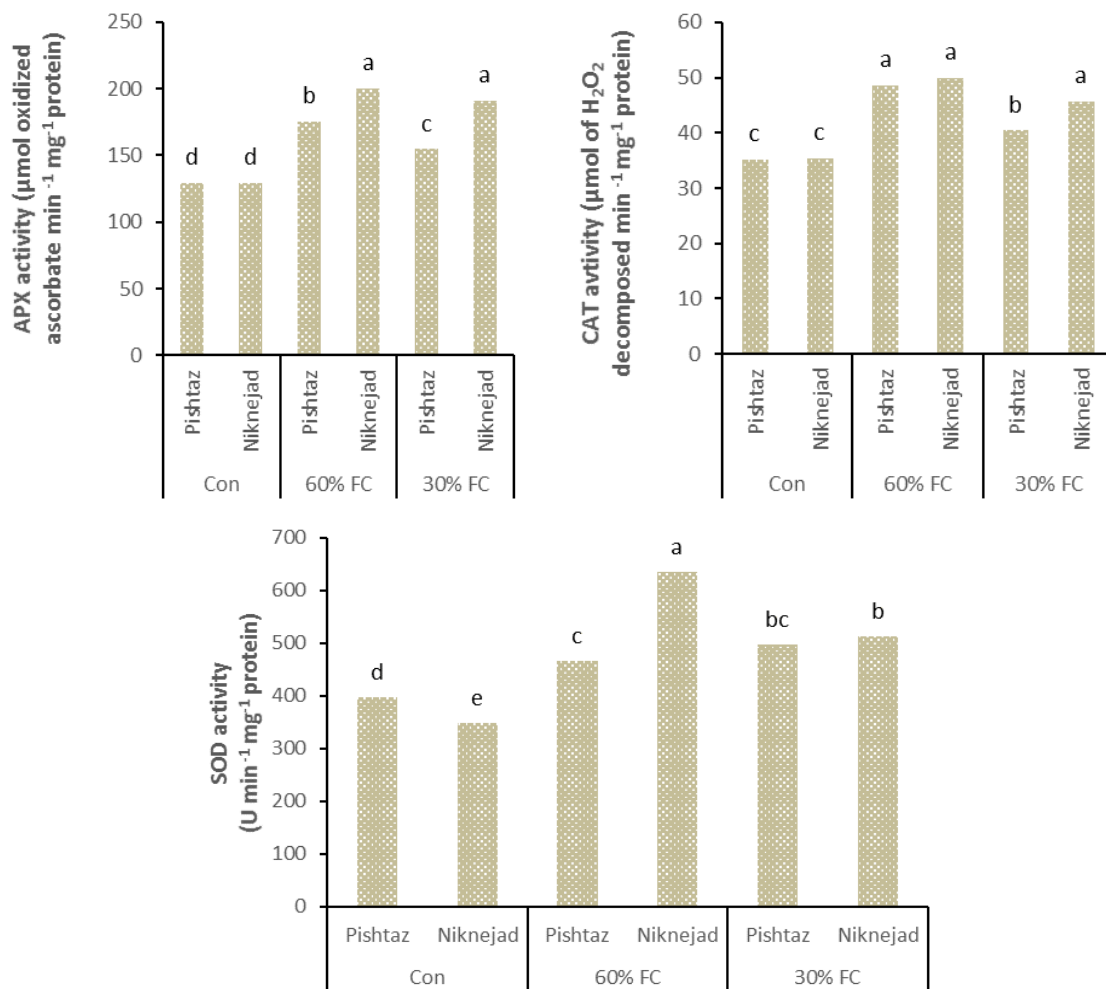 APX activity (µmol oxidized
ascorbate min -1 mg-1 protein)
250
200
150
100
50
0
d
d
b
a
c
a
Pishtaz
Niknejad
Pishtaz
Niknejad
Pishtaz
Niknejad
Con
60% FC
30% FC
CAT avtivity (µmol of H2O2
decomposed min -1 mg-1 protein)
60
50
40
30
20
10
0
c
c
a
a
b
a
Pishtaz
Niknejad
Pishtaz
Niknejad
Pishtaz
Niknejad
Con
60% FC
30% FC
SOD activity
(U min -1 mg-1 protein)
700
600
500
400
300
200
100
0
d
e
c
a
bc
b
Pishtaz
Niknejad
Pishtaz
Niknejad
Pishtaz
Niknejad
Con
60% FC
30% FC